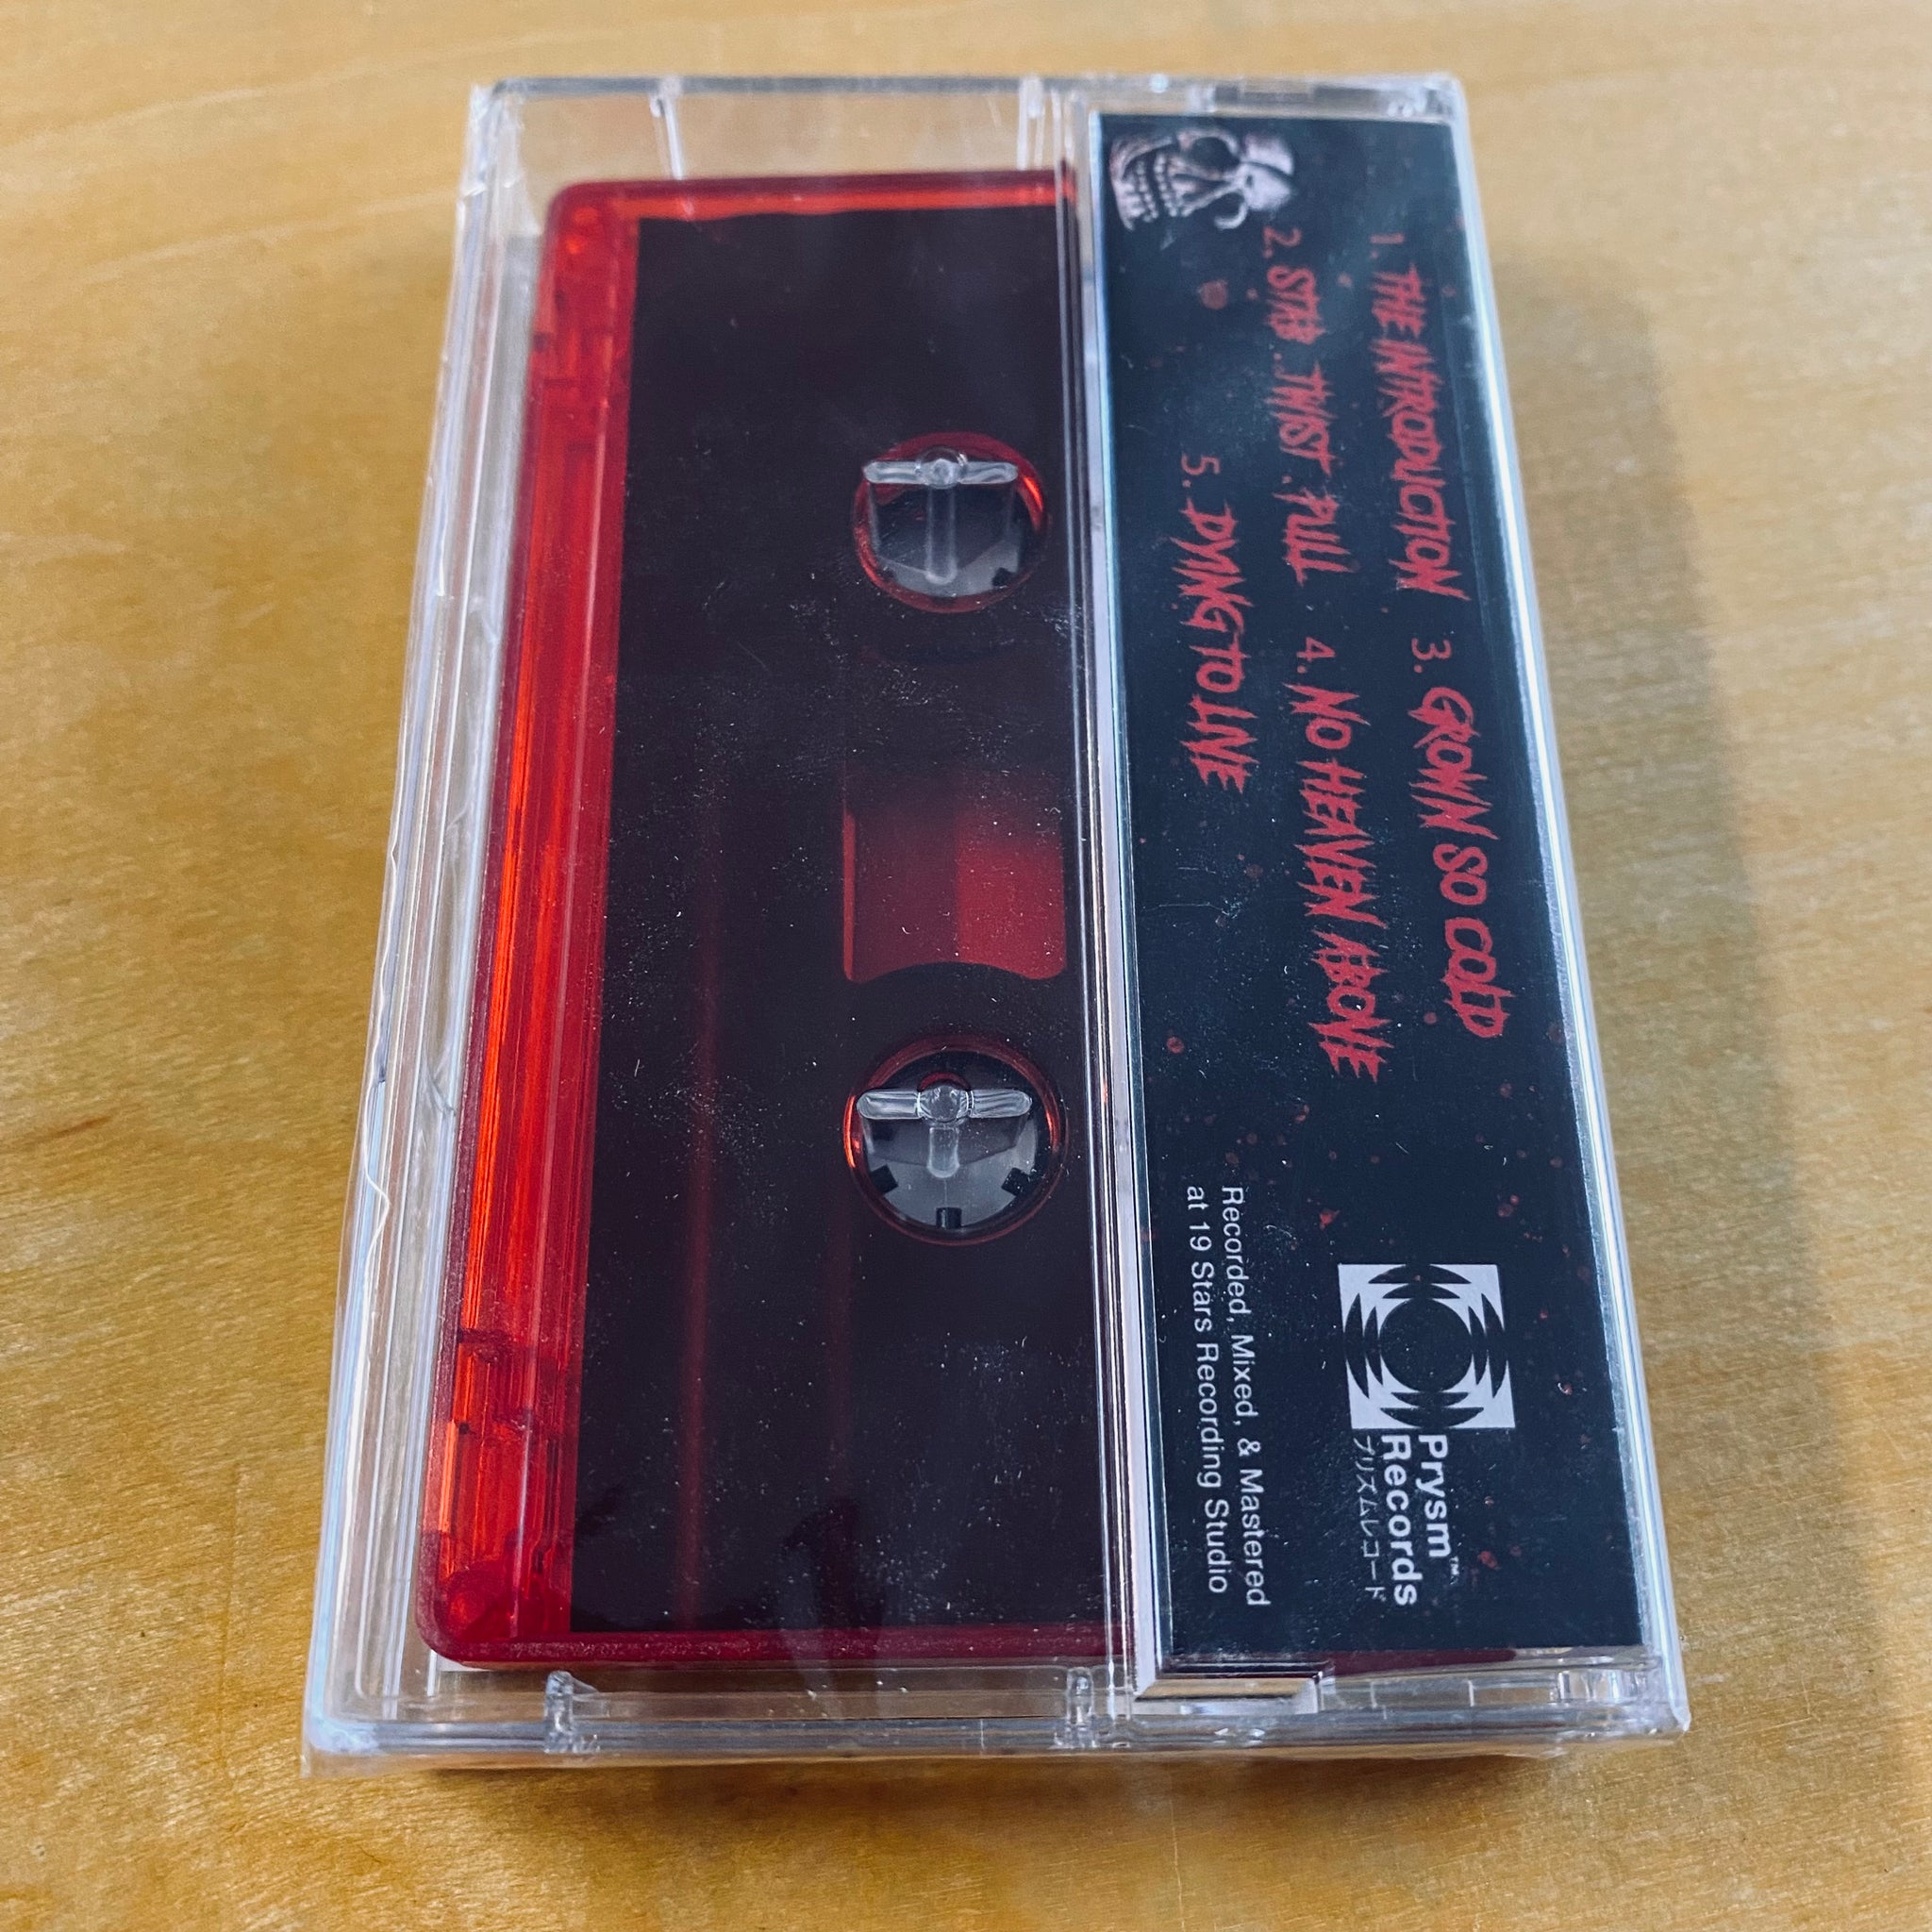 1. THE INTRODUCTION
2. STAB...TWIST. PULL
3. GROWN SO COLD
4. NO HEAVEN ABOVE
5. DYING TO LIVE
Prysm™
Records
プリズムレコード
Recorded, Mixed, & Mastered
at 19 Stars Recording Studio